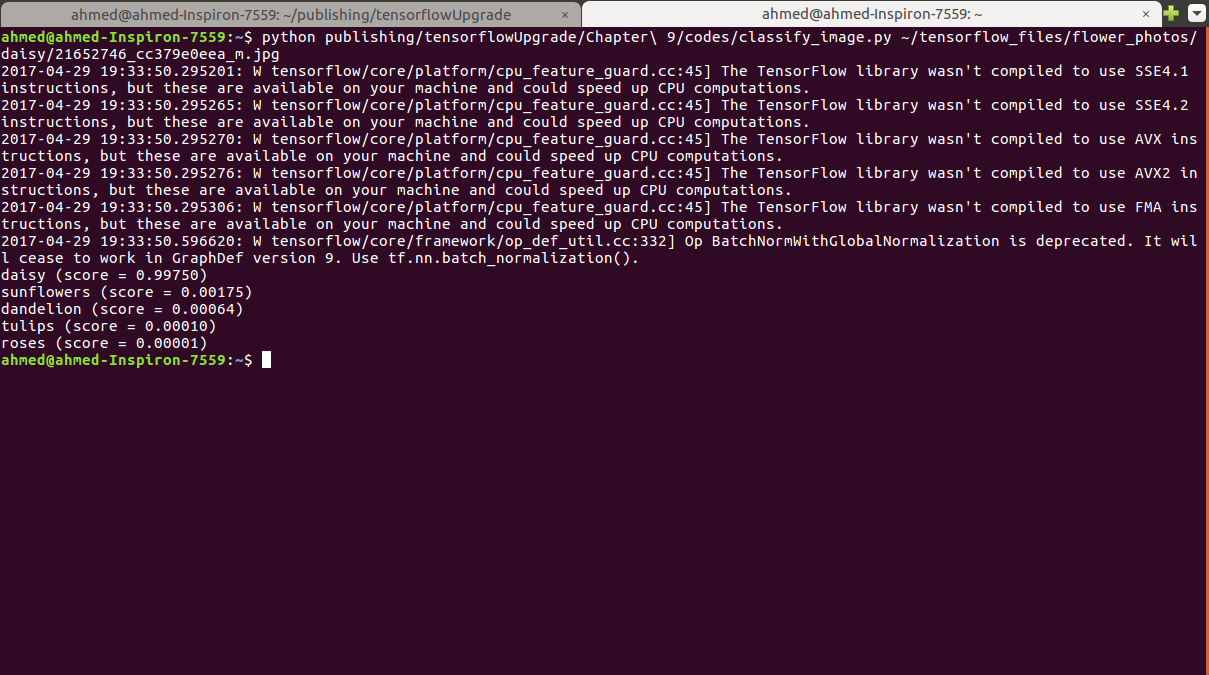 ahmed@ahmed-Inspiron-7559: ~/publishing/tensorflowUpgrade × ahmed@ahmed-Inspiron-7559: ~ ×
ahmed@ahmed-Inspiron-7559:~$ python publishing/tensorflowUpgrade/Chapter\ 9/codes/classify_image.py ~/tensorflow_files/flower_photos/
daisy/21652746_cc379e0eea_m.jpg
2017-04-29 19:33:50.295201: W tensorflow/core/platform/cpu_feature_guard.cc:45] The TensorFlow library wasn't compiled to use SSE4.1
instructions, but these are available on your machine and could speed up CPU computations.
2017-04-29 19:33:50.295265: W tensorflow/core/platform/cpu_feature_guard.cc:45] The TensorFlow library wasn't compiled to use SSE4.2
instructions, but these are available on your machine and could speed up CPU computations.
2017-04-29 19:33:50.295270: W tensorflow/core/platform/cpu_feature_guard.cc:45] The TensorFlow library wasn't compiled to use AVX ins
tructions, but these are available on your machine and could speed up CPU computations.
2017-04-29 19:33:50.295276: W tensorflow/core/platform/cpu_feature_guard.cc:45] The TensorFlow library wasn't compiled to use AVX2 in
structions, but these are available on your machine and could speed up CPU computations.
2017-04-29 19:33:50.295306: W tensorflow/core/platform/cpu_feature_guard.cc:45] The TensorFlow library wasn't compiled to use FMA ins
tructions, but these are available on your machine and could speed up CPU computations.
2017-04-29 19:33:50.596620: W tensorflow/core/framework/op_def_util.cc:332] Op BatchNormWithGlobalNormalization is deprecated. It wil
l cease to work in GraphDef version 9. Use tf.nn.batch_normalization().
daisy (score = 0.99750)
sunflowers (score = 0.00175)
dandelion (score = 0.00064)
tulips (score = 0.00010)
roses (score = 0.00001)
ahmed@ahmed-Inspiron-7559:~$